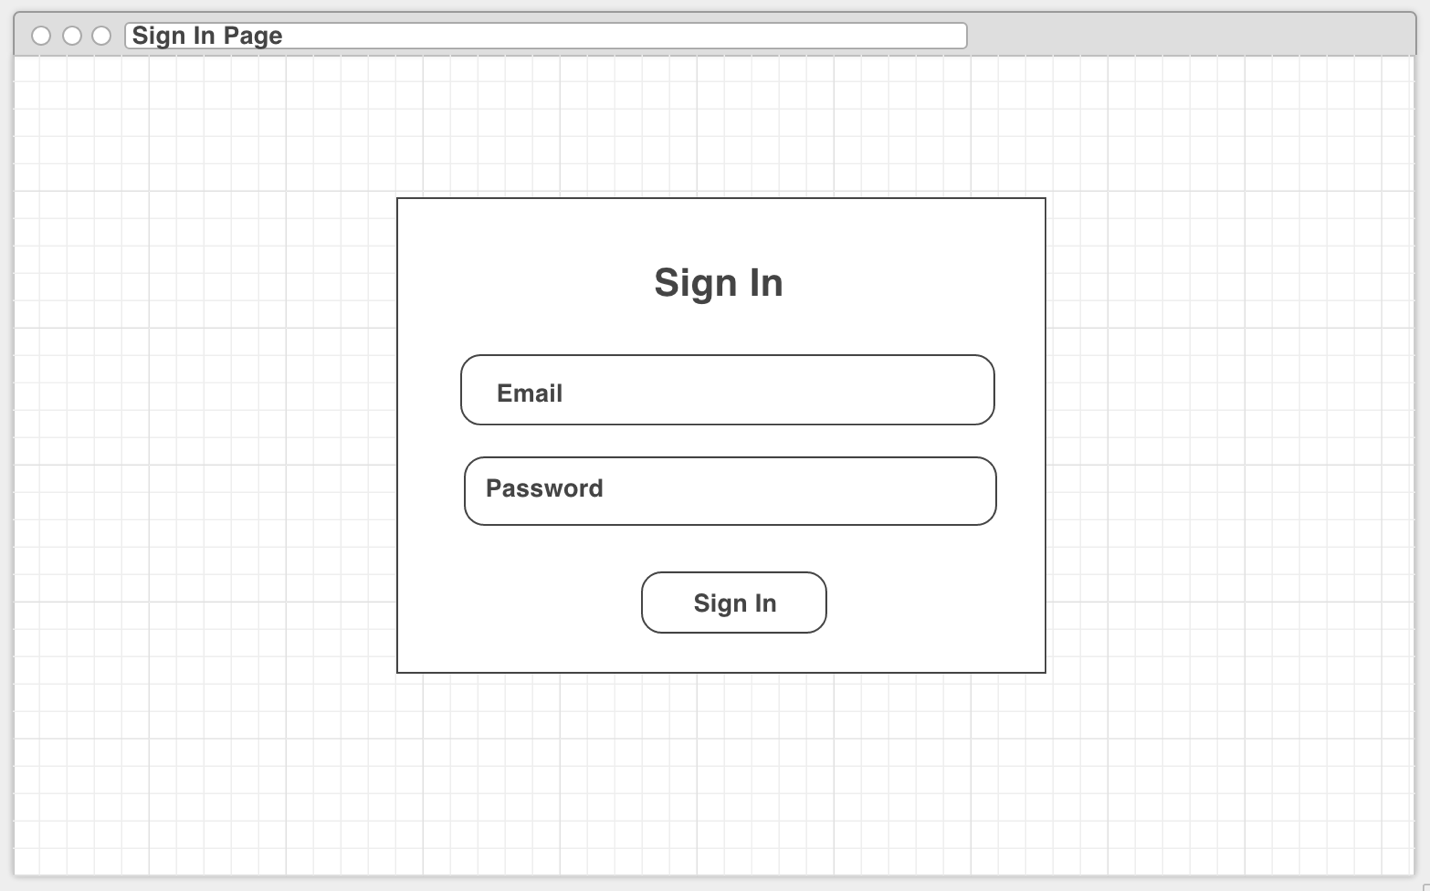 Sign In Page
Sign In
Email
Password
Sign In